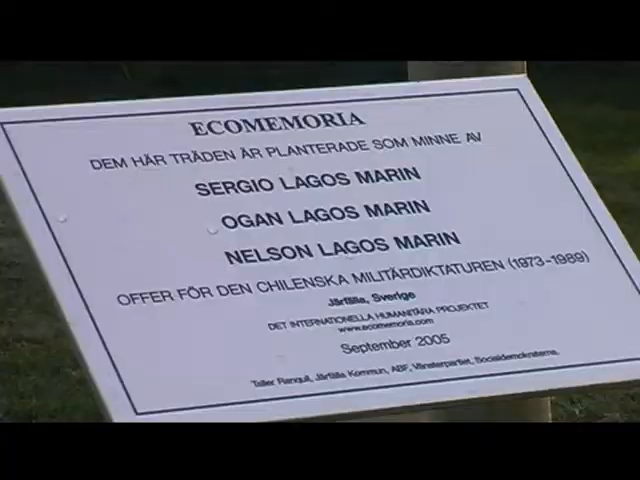 ECOMEMORIA
DEM HÄR TRÄDEN ÄR PLANTERADE SOM MINNE AV
SERGIO LAGOS MARIN
OGAN LAGOS MARIN
NELSON LAGOS MARIN
OFFER FÖR DEN CHILENSKA MILITÄRDIKTATUREN (1973-1989)
Järfälla, Sverige
DET INTERNATIONELLA HUMANITÄRA PROJEKTET
www.ecomemoria.com
September 2005
Taller Ranquil, Järfälla Kommun, ABF, Vänsterpartiet, Socialdemokraterna.